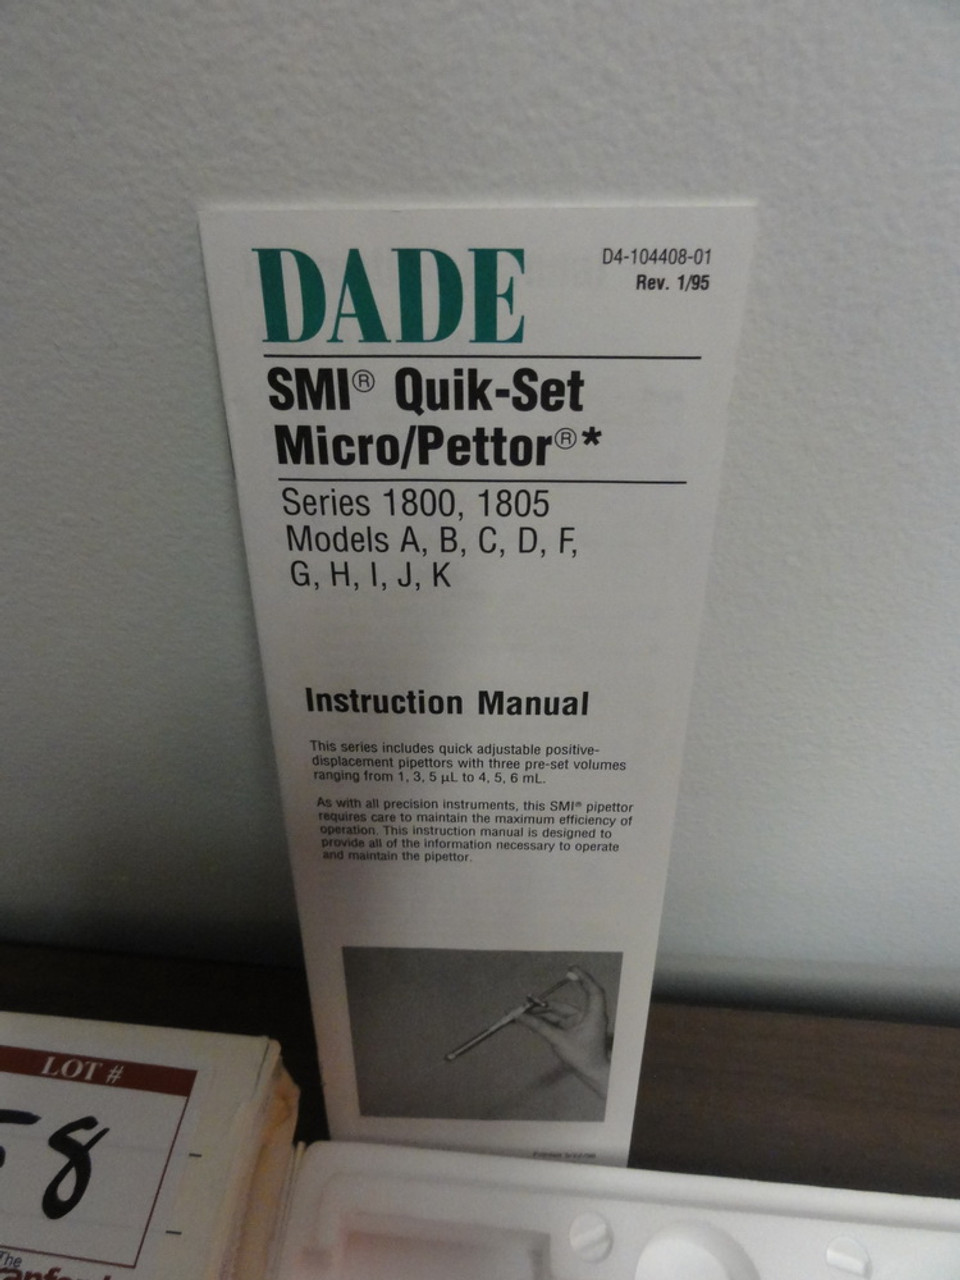 DADE
D4-104408-01
Rev. 1/95
SMI® Quik-Set
Micro/Pettor®*
Series 1800, 1805
Models A, B, C, D, F,
G, H, I, J, K
Instruction Manual
This series includes quick adjustable positive-
displacement pipettors with three pre-set volumes
ranging from 1, 3, 5 µL to 4, 5, 6 mL.
As with all precision instruments, this SMI® pipettor
requires care to maintain the maximum efficiency of
operation. This instruction manual is designed to
provide all of the information necessary to operate
and maintain the pipettor.
LOT #
8
The